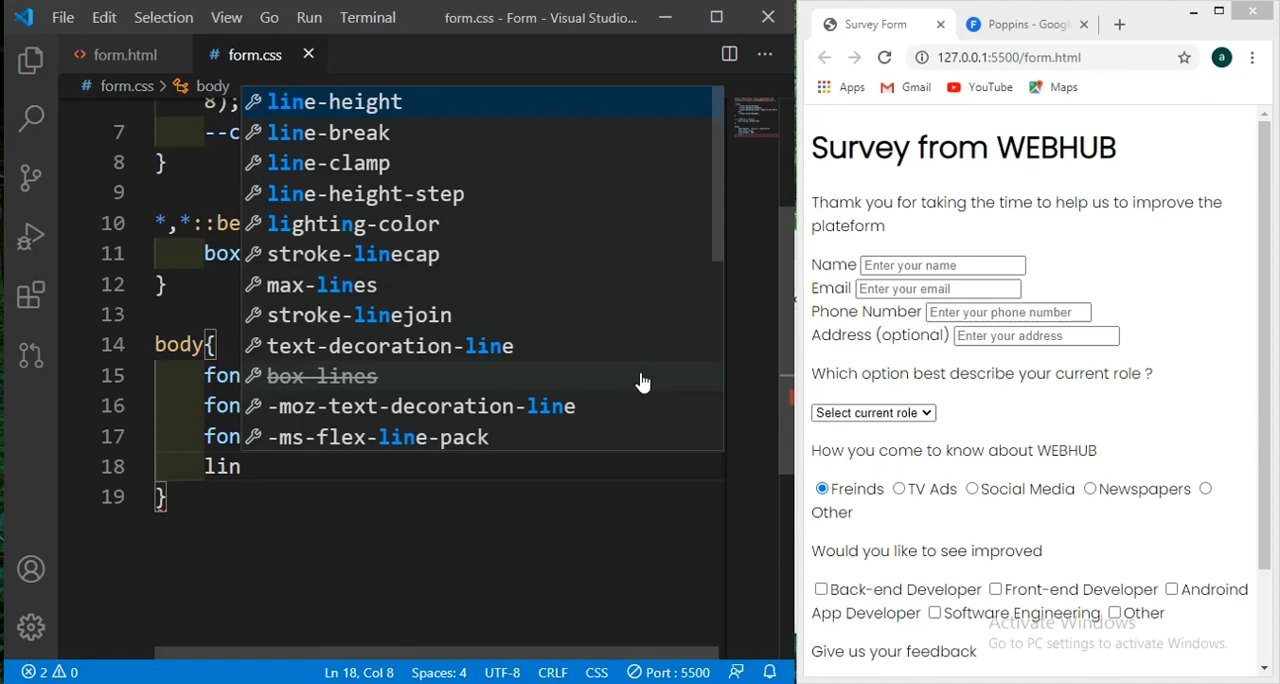 File Edit Selection View Go Run Terminal form.css - Form - Visual Studio...
form.html # form.css
# form.css > body
8);
line-height
7 --c
line-break
8 }
line-clamp
9
line-height-step
10 *,*::be
lighting-color
11 box
stroke-linecap
12 }
max-lines
13
stroke-linejoin
14 body{
text-decoration-line
15 fon
box-lines
16 fon
-moz-text-decoration-line
17 fon
-ms-flex-line-pack
18 lin
19 }
2 0 Ln 18, Col 8 Spaces: 4 UTF-8 CRLF CSS Port : 5500
Survey Form Poppins - Goog
127.0.0.1:5500/form.html a
Apps Gmail YouTube Maps
Survey from WEBHUB
Thamk you for taking the time to help us to improve the
plateform
Name Enter your name
Email Enter your email
Phone Number Enter your phone number
Address (optional) Enter your address
Which option best describe your current role ?
Select current role
How you come to know about WEBHUB
Freinds TV Ads Social Media Newspapers
Other
Would you like to see improved
Back-end Developer Front-end Developer Androind
App Developer Software Engineering Other
Activate Windows
Go to PC settings to activate Windows.
Give us your feedback